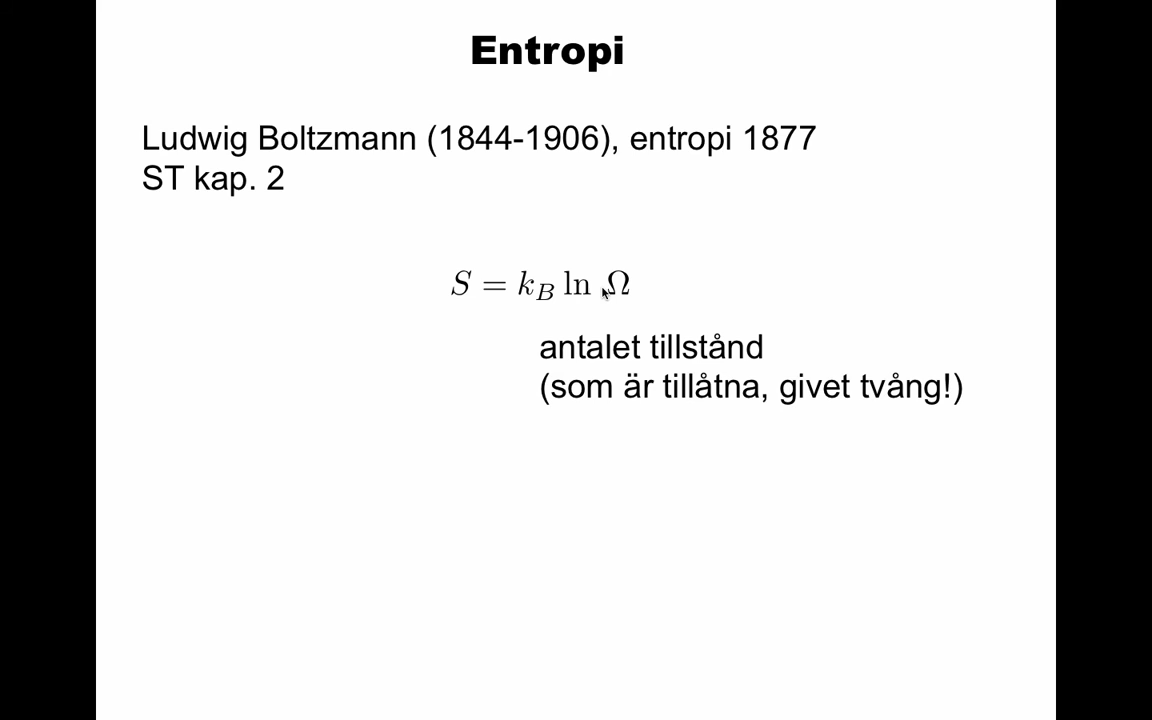 Entropi
Ludwig Boltzmann (1844-1906), entropi 1877
ST kap. 2
S = k_B ln Ω
antalet tillstånd
(som är tillåtna, givet tvång!)